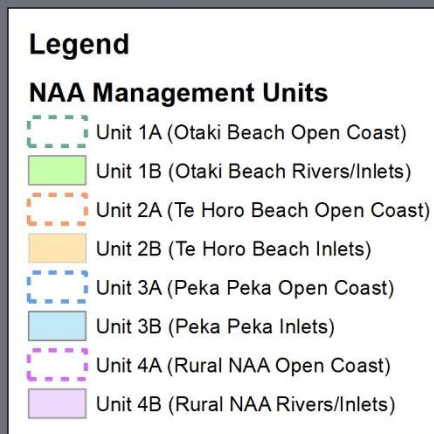 Legend
NAA Management Units
Unit 1A (Otaki Beach Open Coast)
Unit 1B (Otaki Beach Rivers/Inlets)
Unit 2A (Te Horo Beach Open Coast)
Unit 2B (Te Horo Beach Inlets)
Unit 3A (Peka Peka Open Coast)
Unit 3B (Peka Peka Inlets)
Unit 4A (Rural NAA Open Coast)
Unit 4B (Rural NAA Rivers/Inlets)